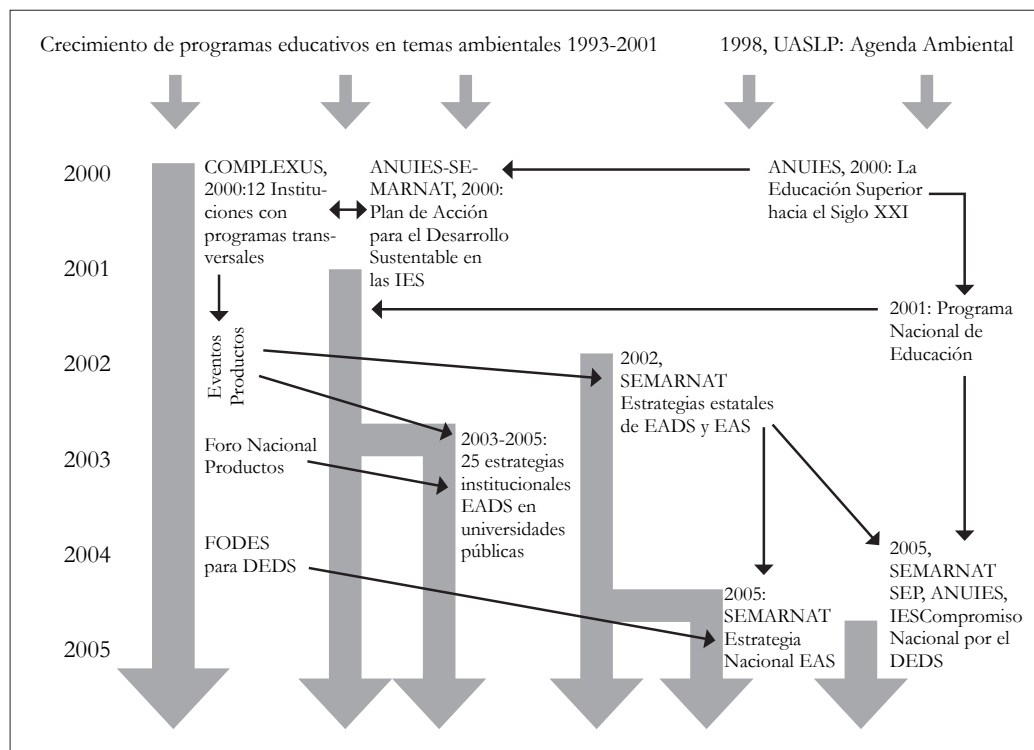 Crecimiento de programas educativos en temas ambientales 1993-2001
1998, UASLP: Agenda Ambiental
2000
COMPLEXUS,
2000:12 Institu-
ciones con
programas trans-
versales
ANUIES-SE-
MARNAT, 2000:
Plan de Acción
para el Desarrollo
Sustentable en
las IES
ANUIES, 2000: La
Educación Superior
hacia el Siglo XXI
2001
2001: Programa
Nacional de
Educación
Eventos
Productos
2002
2002,
SEMARNAT
Estrategias estatales
de EADS y EAS
2003
Foro Nacional
Productos
2003-2005:
25 estrategias
institucionales
EADS en
universidades
públicas
2004
FODES
para DEDS
2005:
SEMARNAT
Estrategia
Nacional EAS
2005,
SEMARNAT
SEP, ANUIES,
IESCompromiso
Nacional por el
DEDS
2005